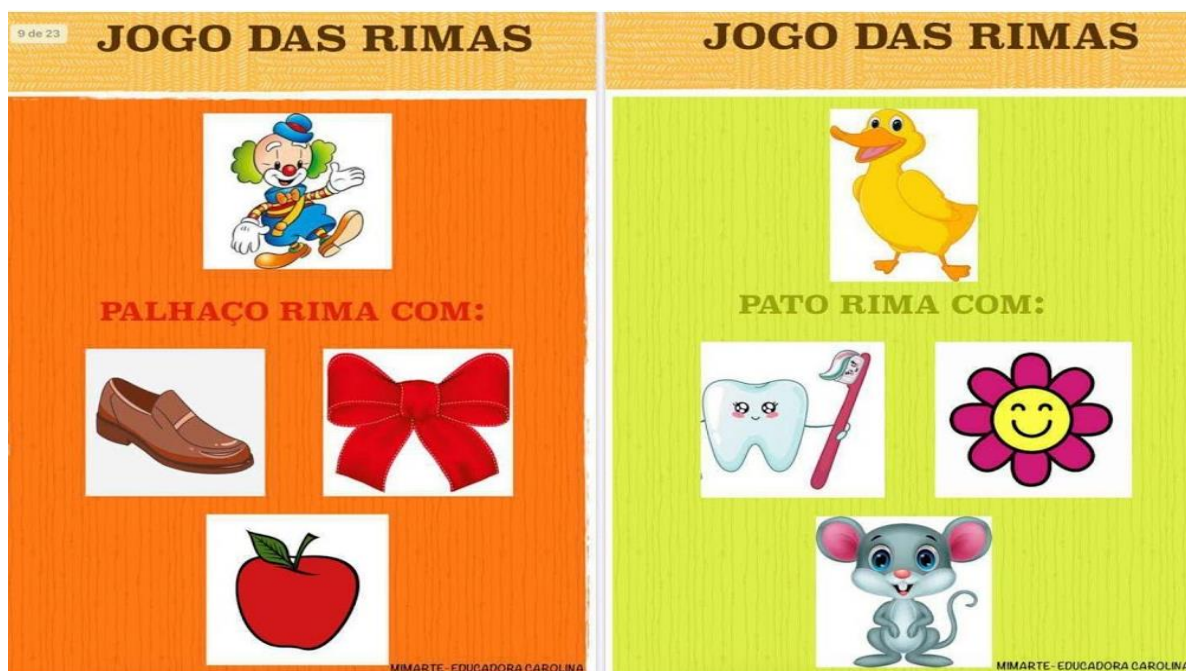 9 de 23
JOGO DAS RIMAS
PALHAÇO RIMA COM:
MIMARTE-EDUCADORA CAROLINA
JOGO DAS RIMAS
PATO RIMA COM:
MIMARTE-EDUCADORA CAROLINA